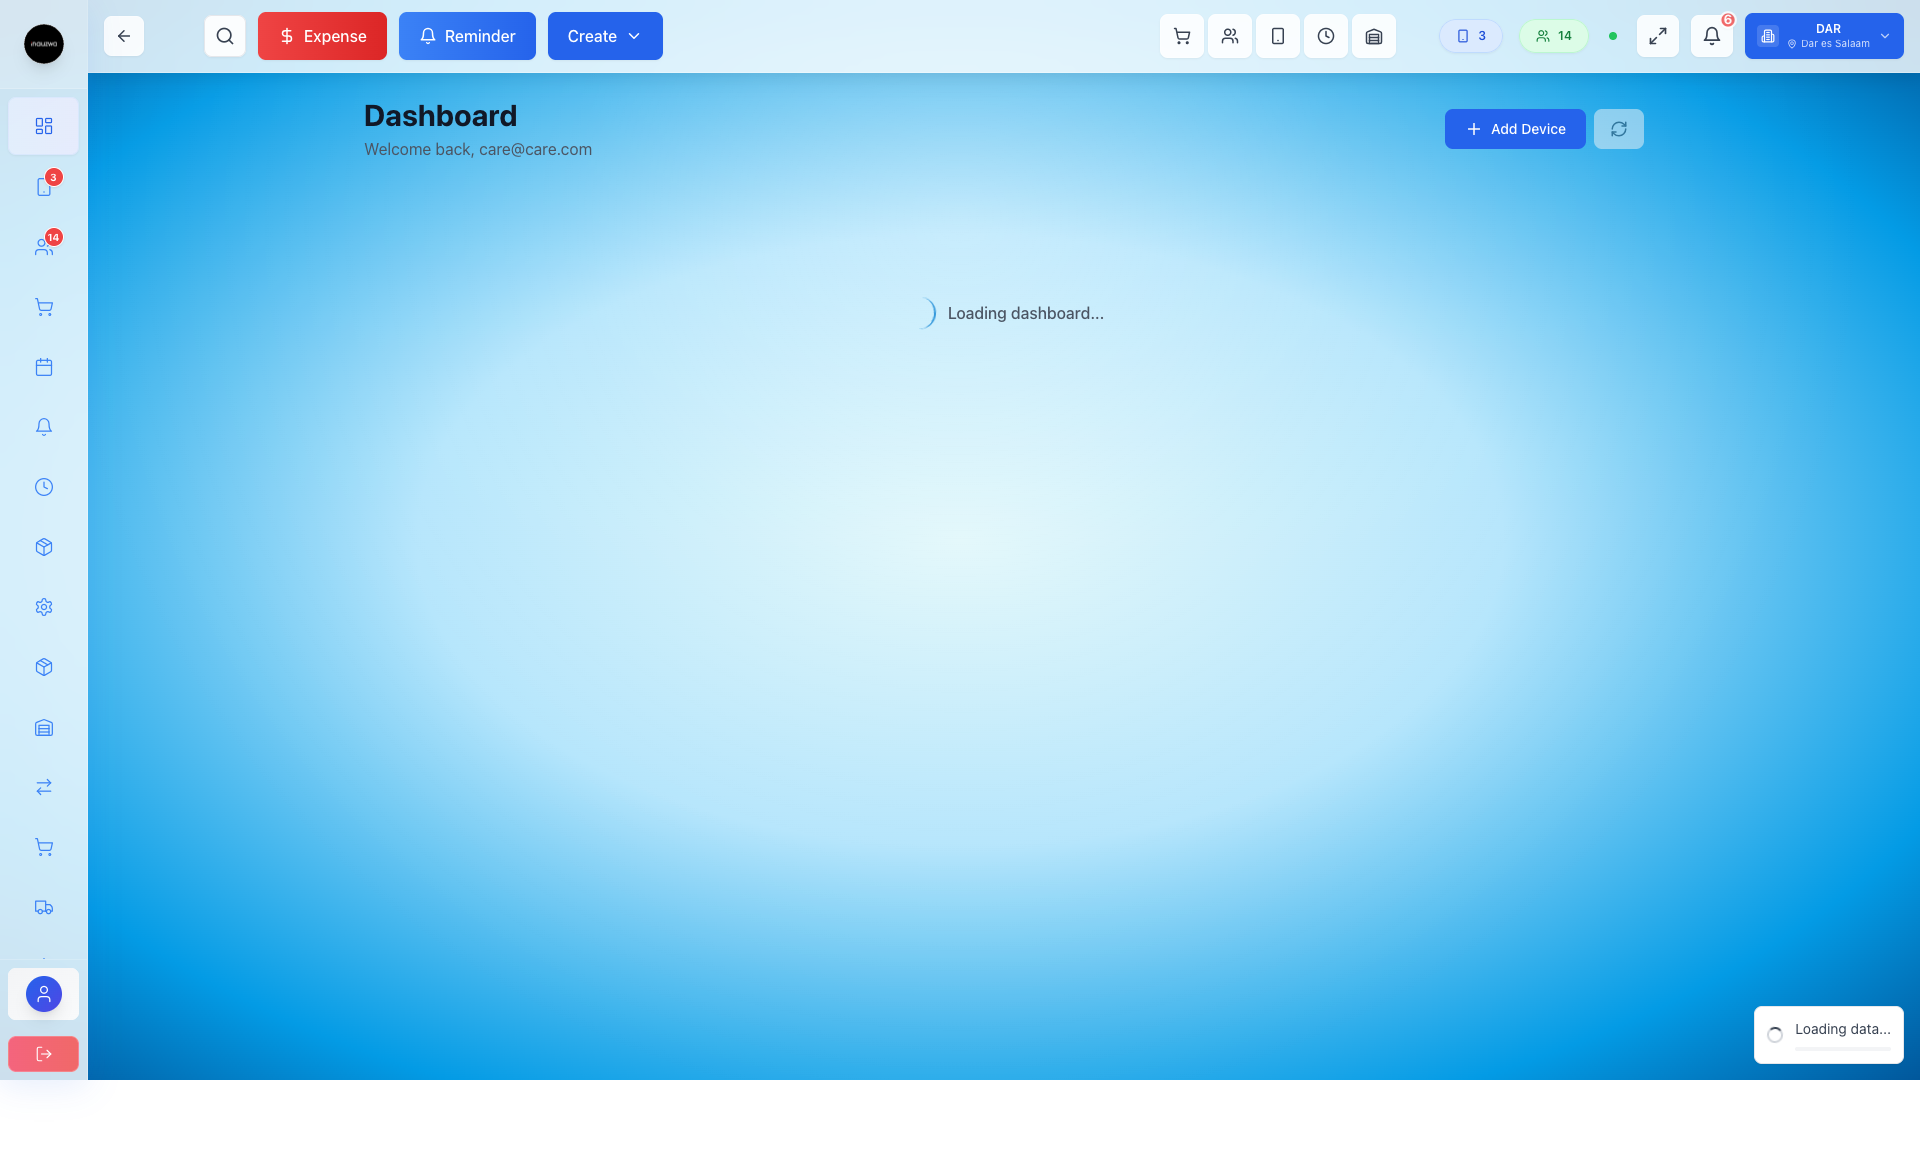 Expense
Reminder
Create
3
14
6
DAR
Dar es Salaam
3
14
Dashboard
Welcome back, care@care.com
Add Device
Loading dashboard...
Loading data...